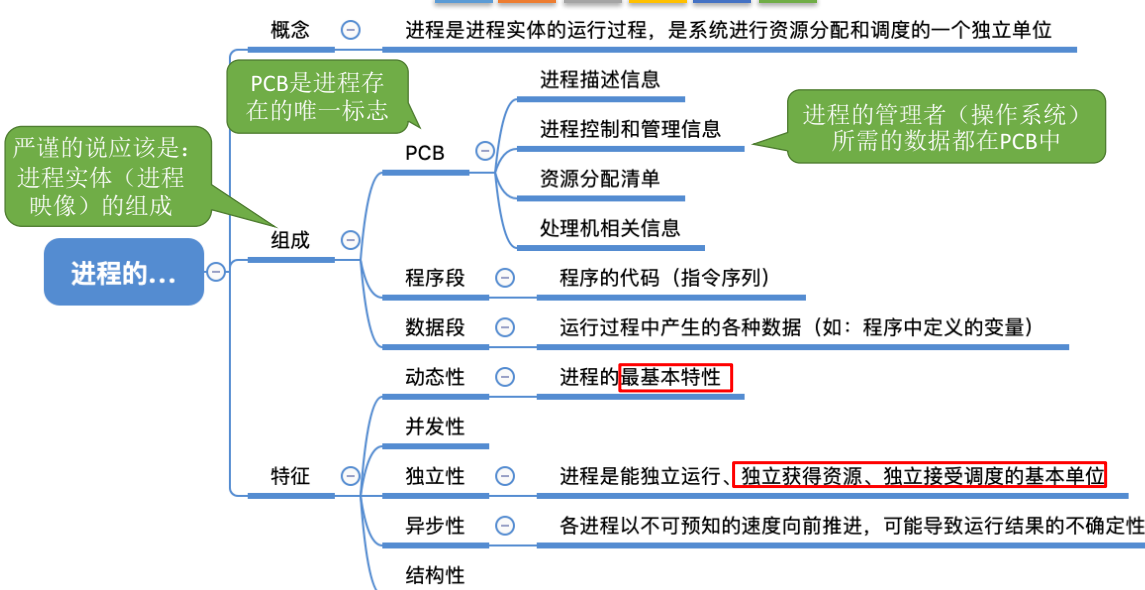 概念
进程是进程实体的运行过程，是系统进行资源分配和调度的一个独立单位
PCB是进程存
在的唯一标志
进程描述信息
进程控制和管理信息
进程的管理者（操作系统）
所需的数据都在PCB中
PCB
严谨的说应该是：
进程实体（进程
映像）的组成
资源分配清单
处理机相关信息
组成
进程的...
程序段
程序的代码（指令序列）
数据段
运行过程中产生的各种数据（如：程序中定义的变量）
动态性
进程的最基本特性
并发性
特征
独立性
进程是能独立运行、独立获得资源、独立接受调度的基本单位
异步性
各进程以不可预知的速度向前推进，可能导致运行结果的不确定性
结构性